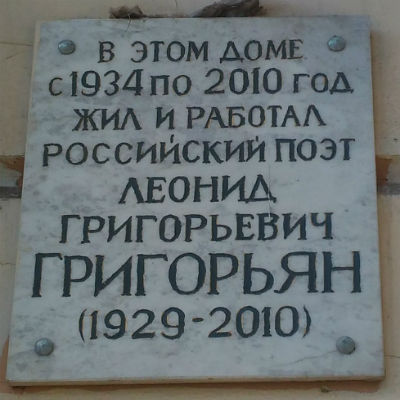 В ЭТОМ ДОМЕ
С 1934 ПО 2010 ГОД
ЖИЛ И РАБОТАЛ
РОССИЙСКИЙ ПОЭТ
ЛЕОНИД
ГРИГОРЬЕВИЧ
ГРИГОРЬЯН
(1929-2010)